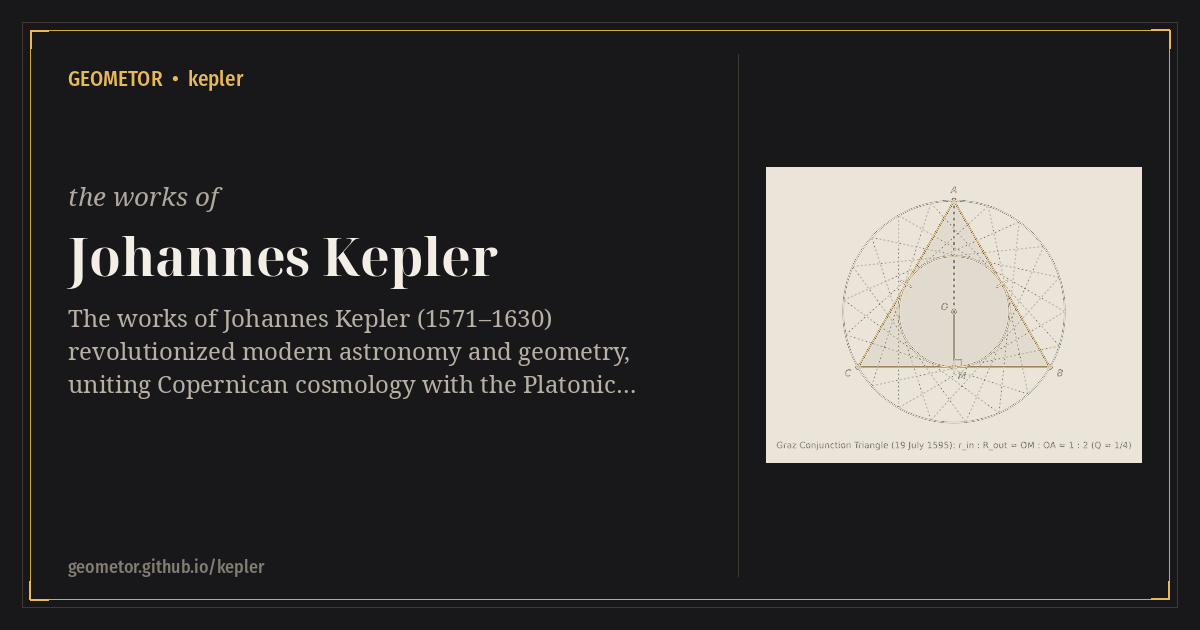 GEOMETOR • kepler
the works of
Johannes Kepler
The works of Johannes Kepler (1571–1630)
revolutionized modern astronomy and geometry,
uniting Copernican cosmology with the Platonic...
geometor.github.io/kepler
A
O
C
M
B
Graz Conjunction Triangle (19 July 1595): r_in : R_out = OM : OA = 1 : 2 (Q = 1/4)